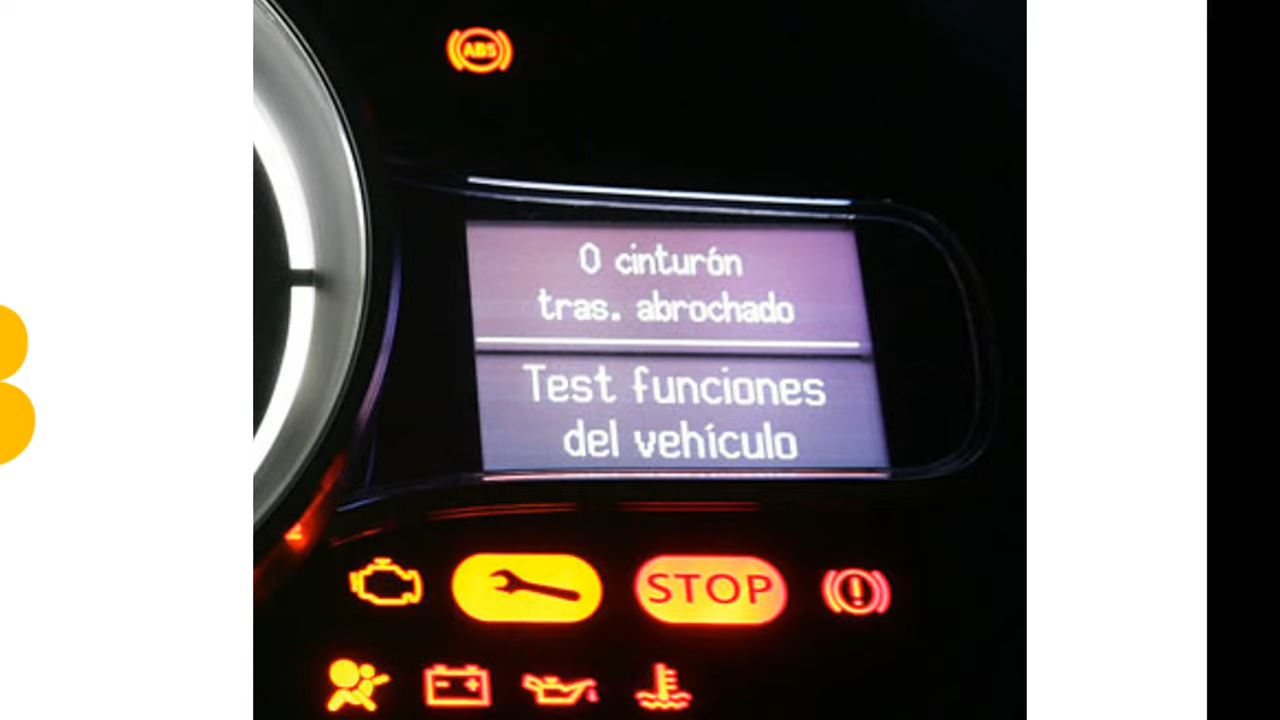 ABS
0 cinturón
tras. abrochado
Test funciones
del vehículo
STOP